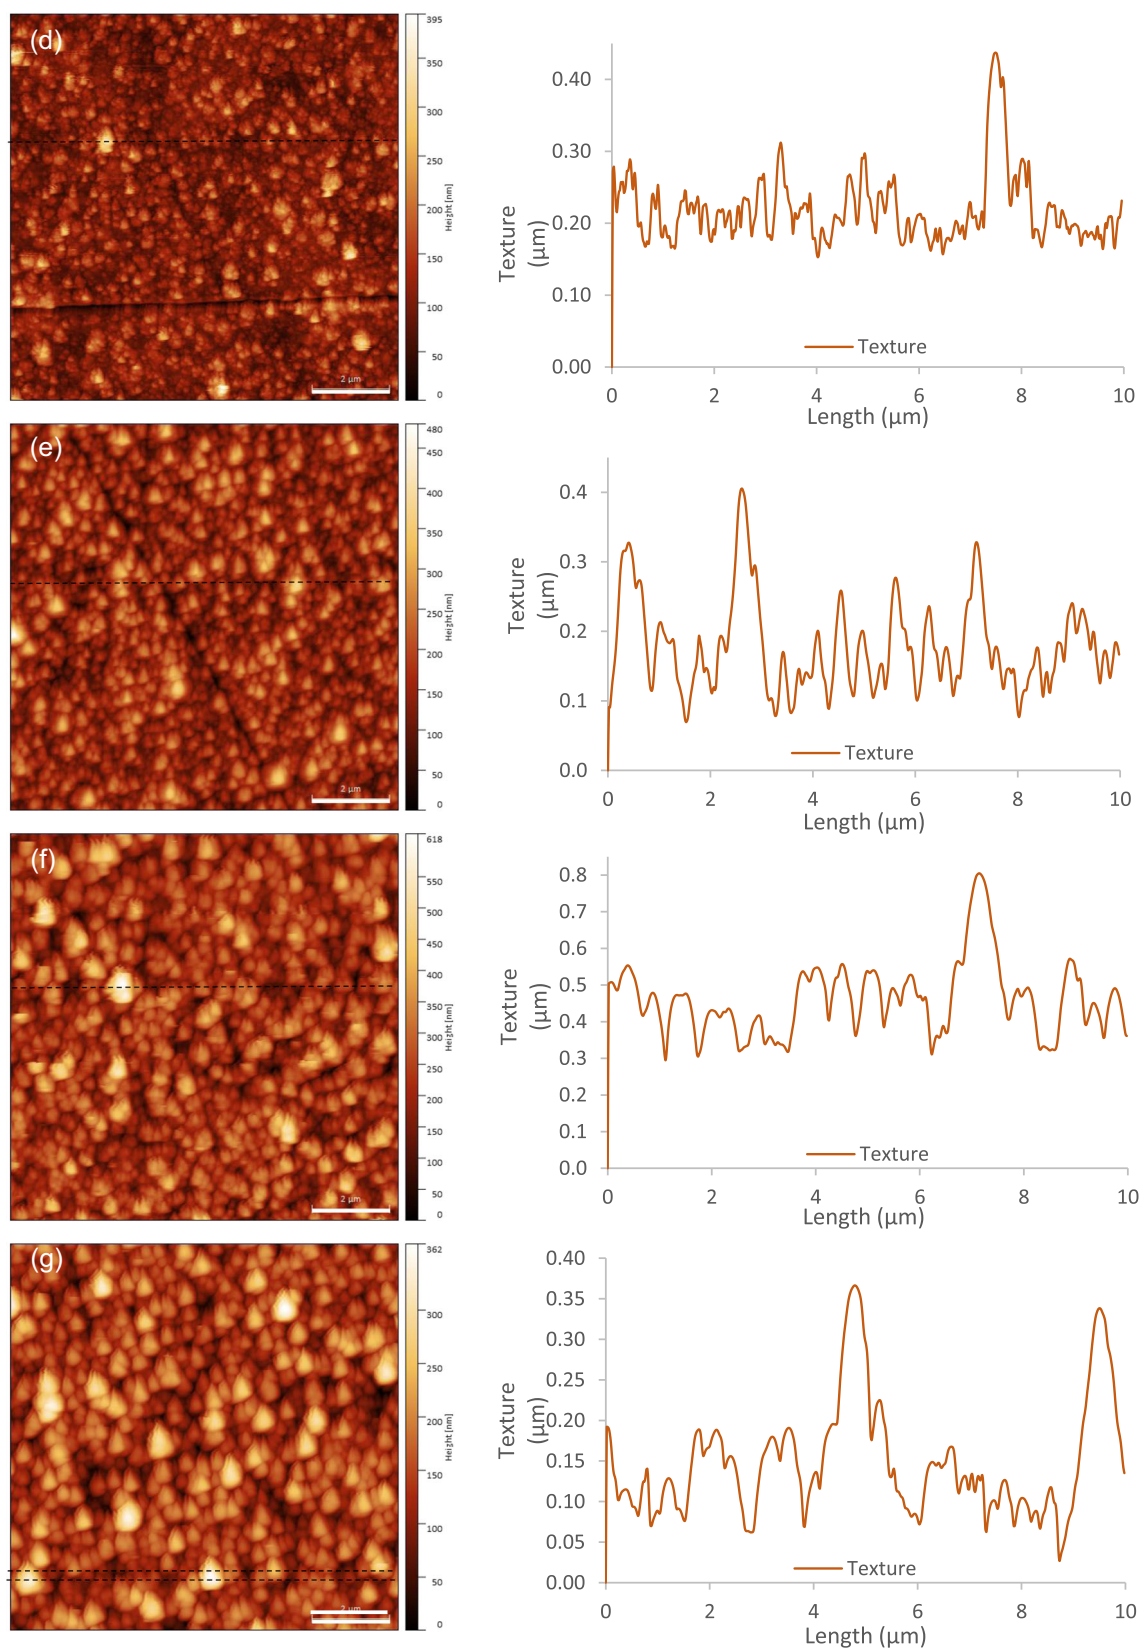 (d)
395
350
300
250
200
150
100
50
0
Height [nm]
2 µm
0.40
0.30
0.20
0.10
0.00
Texture
(µm)
Texture
0 2 4 6 8 10
Length (µm)
(e)
480
450
400
350
300
250
200
150
100
50
0
Height [nm]
2 µm
0.4
0.3
0.2
0.1
0.0
Texture
(µm)
Texture
0 2 4 6 8 10
Length (µm)
(f)
618
550
500
450
400
350
300
250
200
150
100
50
0
Height [nm]
2 µm
0.8
0.7
0.6
0.5
0.4
0.3
0.2
0.1
0.0
Texture
(µm)
Texture
0 2 4 6 8 10
Length (µm)
(g)
362
300
250
200
150
100
50
0
Height [nm]
2 µm
0.40
0.35
0.30
0.25
0.20
0.15
0.10
0.05
0.00
Texture
(µm)
Texture
0 2 4 6 8 10
Length (µm)